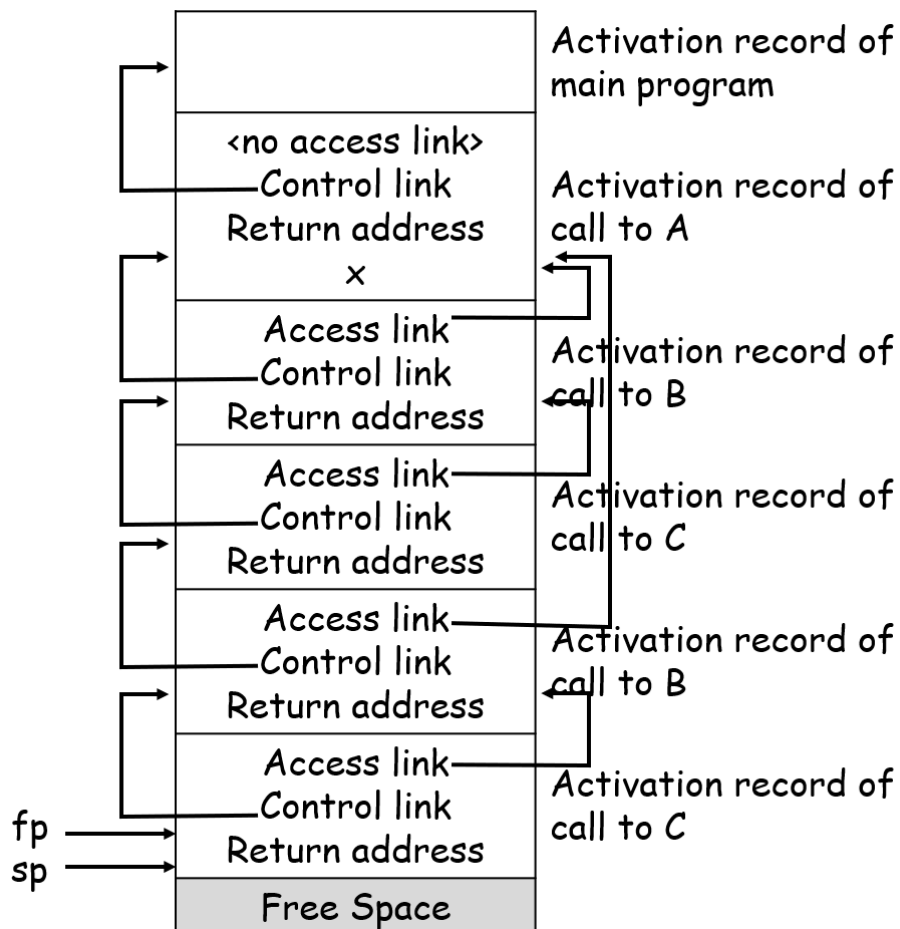 Activation record of
main program
<no access link>
Control link
Return address
x
Activation record of
call to A
Access link
Control link
Return address
Activation record of
call to B
Access link
Control link
Return address
Activation record of
call to C
Access link
Control link
Return address
Activation record of
call to B
Access link
Control link
Return address
Activation record of
call to C
fp
sp
Free Space